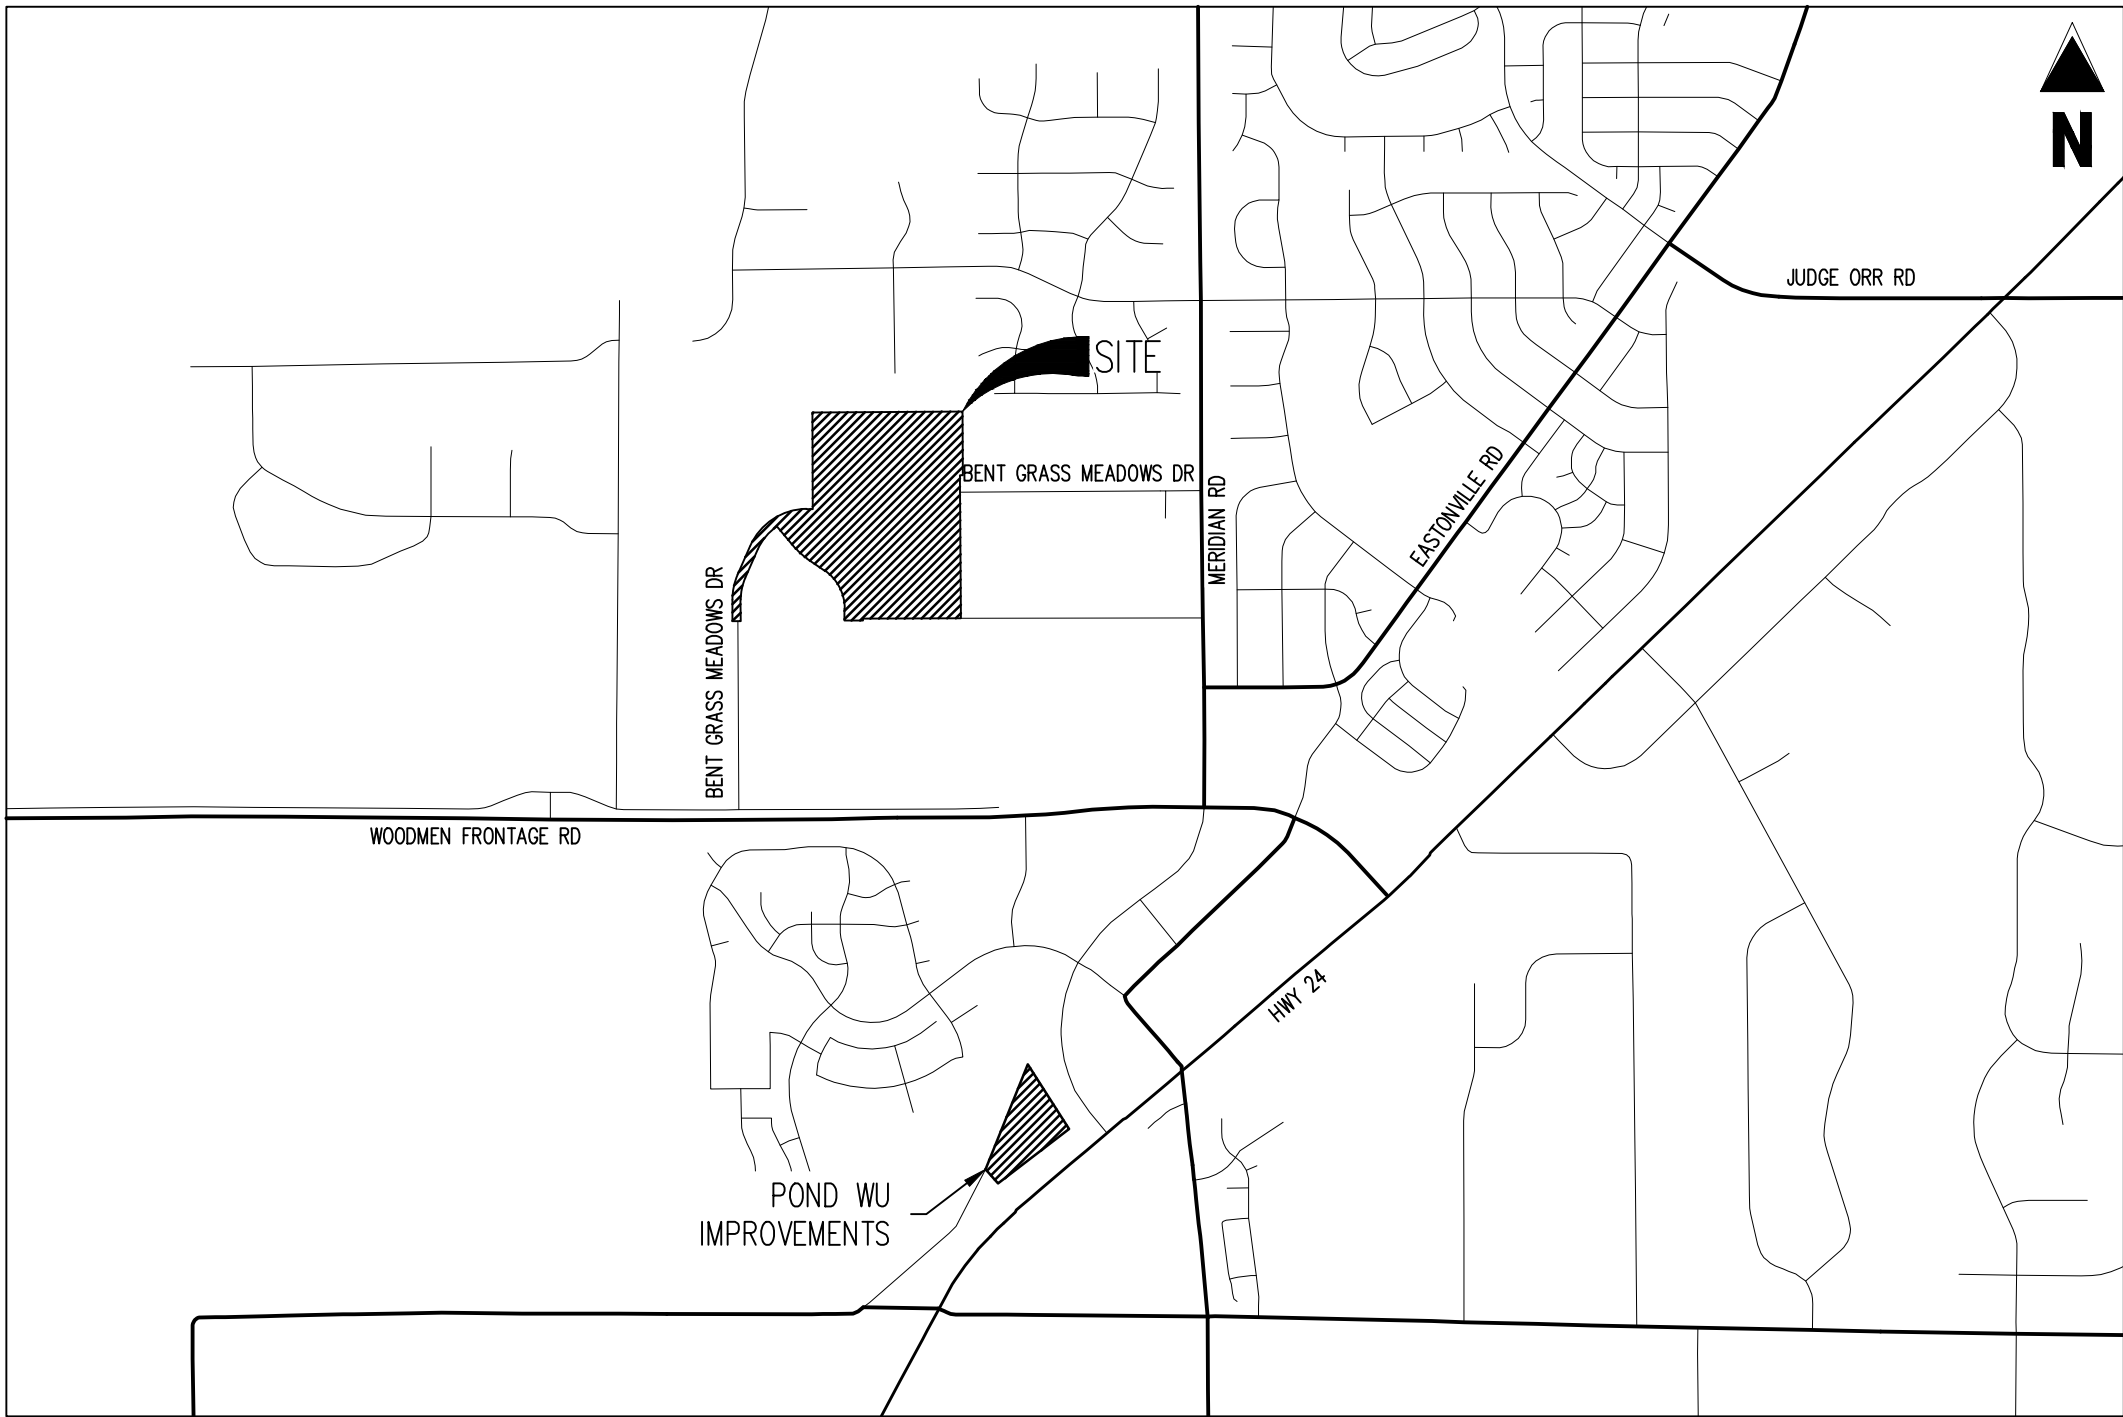 N
JUDGE ORR RD
SITE
BENT GRASS MEADOWS DR
MERIDIAN RD
EASTONVILLE RD
BENT GRASS MEADOWS DR
WOODMEN FRONTAGE RD
HWY 24
POND WU
IMPROVEMENTS